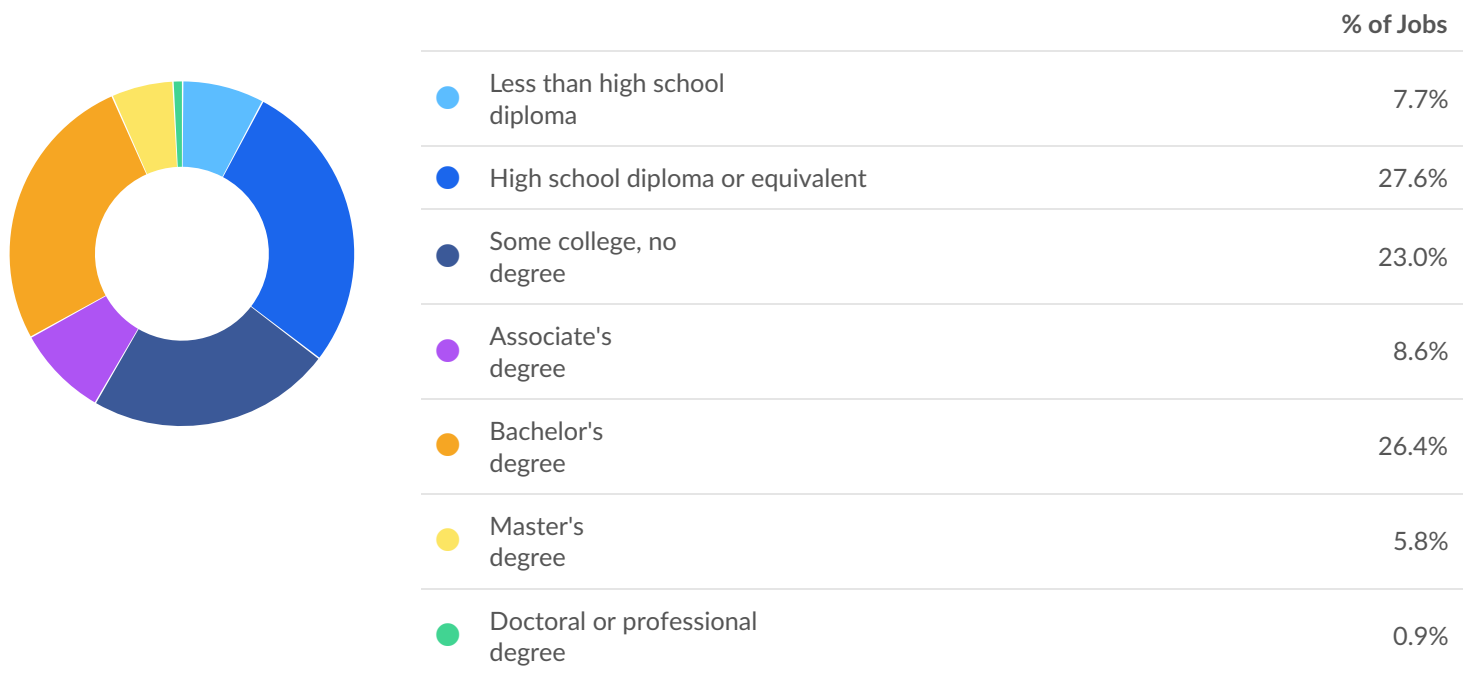 % of Jobs
Less than high school
diploma
7.7%
High school diploma or equivalent
27.6%
Some college, no
degree
23.0%
Associate's
degree
8.6%
Bachelor's
degree
26.4%
Master's
degree
5.8%
Doctoral or professional
degree
0.9%